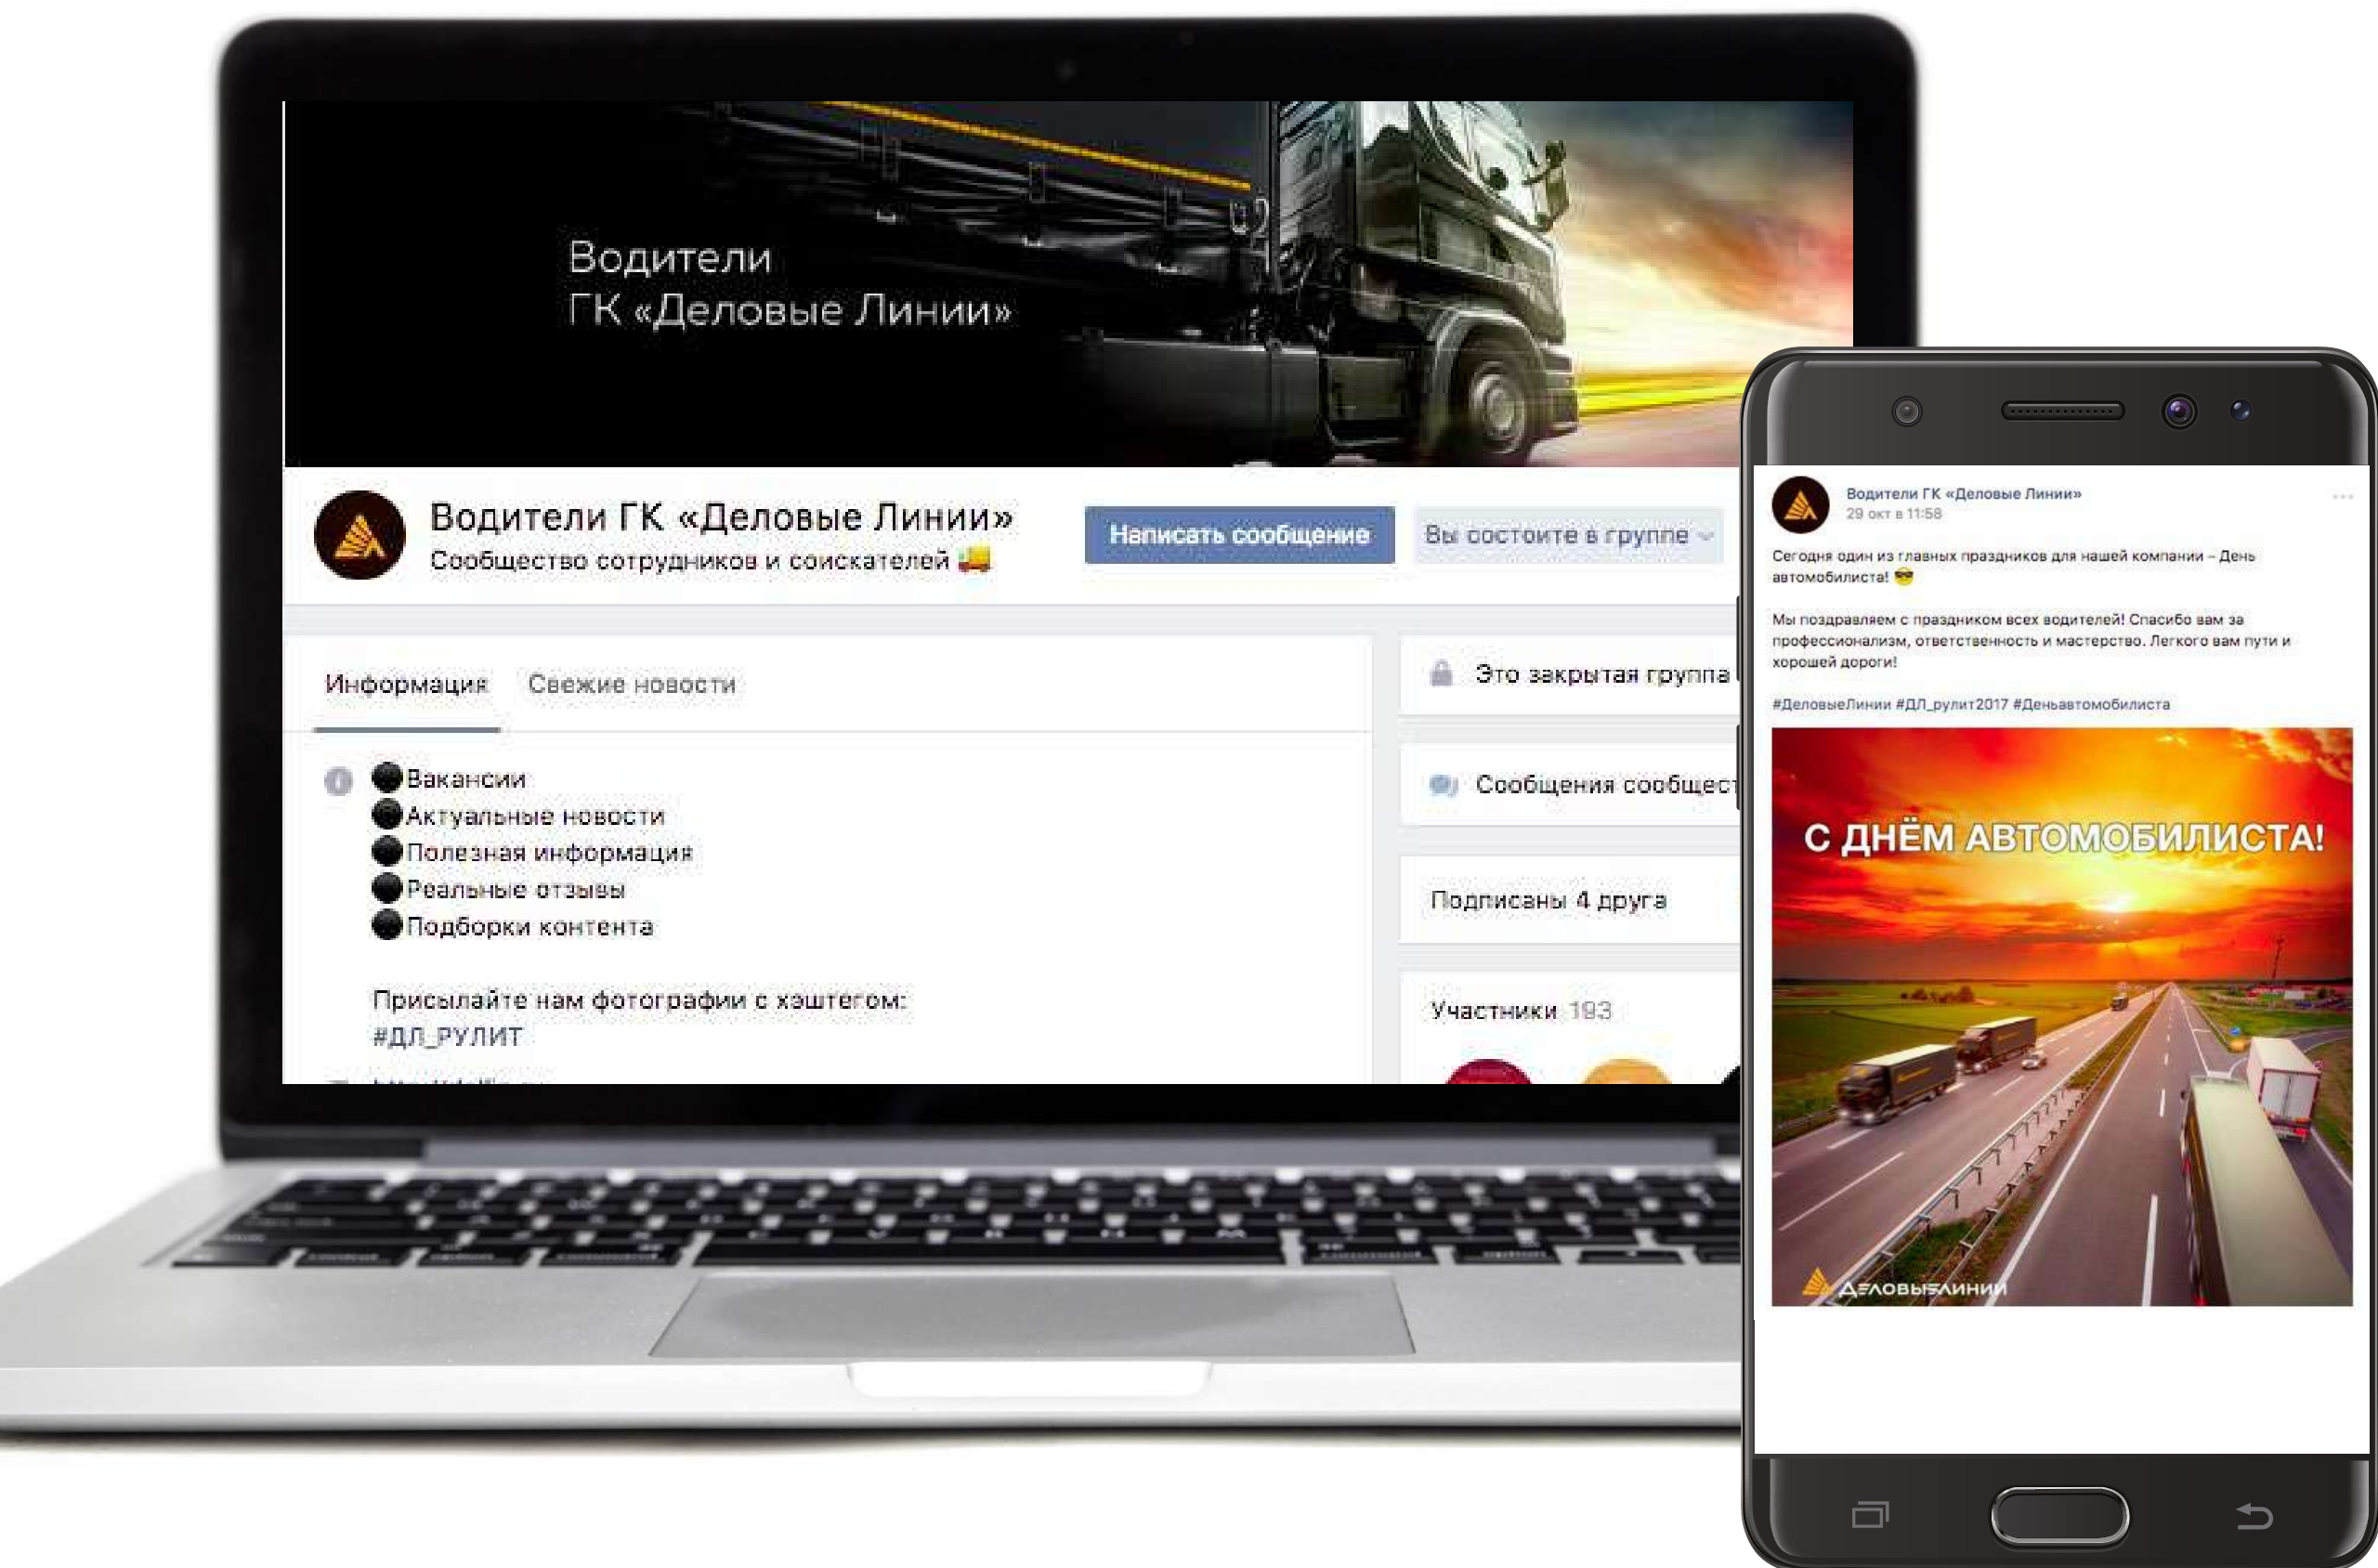 Водители
ГК «Деловые Линии»
Водители ГК «Деловые Линии»
Сообщество сотрудников и соискателей
Написать сообщение
Вы состоите в группе
Информация
Свежие новости
Вакансии
Актуальные новости
Полезная информация
Реальные отзывы
Подборки контента
Присылайте нам фотографии с хэштегом:
#ДЛ_РУЛИТ
Это закрытая группа
Сообщения сообщест
Подписаны 4 друга
Участники 193
Водители ГК «Деловые Линии»
29 окт в 11:58
Сегодня один из главных праздников для нашей компании – День
автомобилиста!
Мы поздравляем с праздником всех водителей! Спасибо вам за
профессионализм, ответственность и мастерство. Легкого вам пути и
хорошей дороги!
#ДеловыеЛинии #ДЛ_рулит2017 #Деньавтомобилиста
С ДНЁМ АВТОМОБИЛИСТА!
ДЕЛОВЫЕЛИНИИ